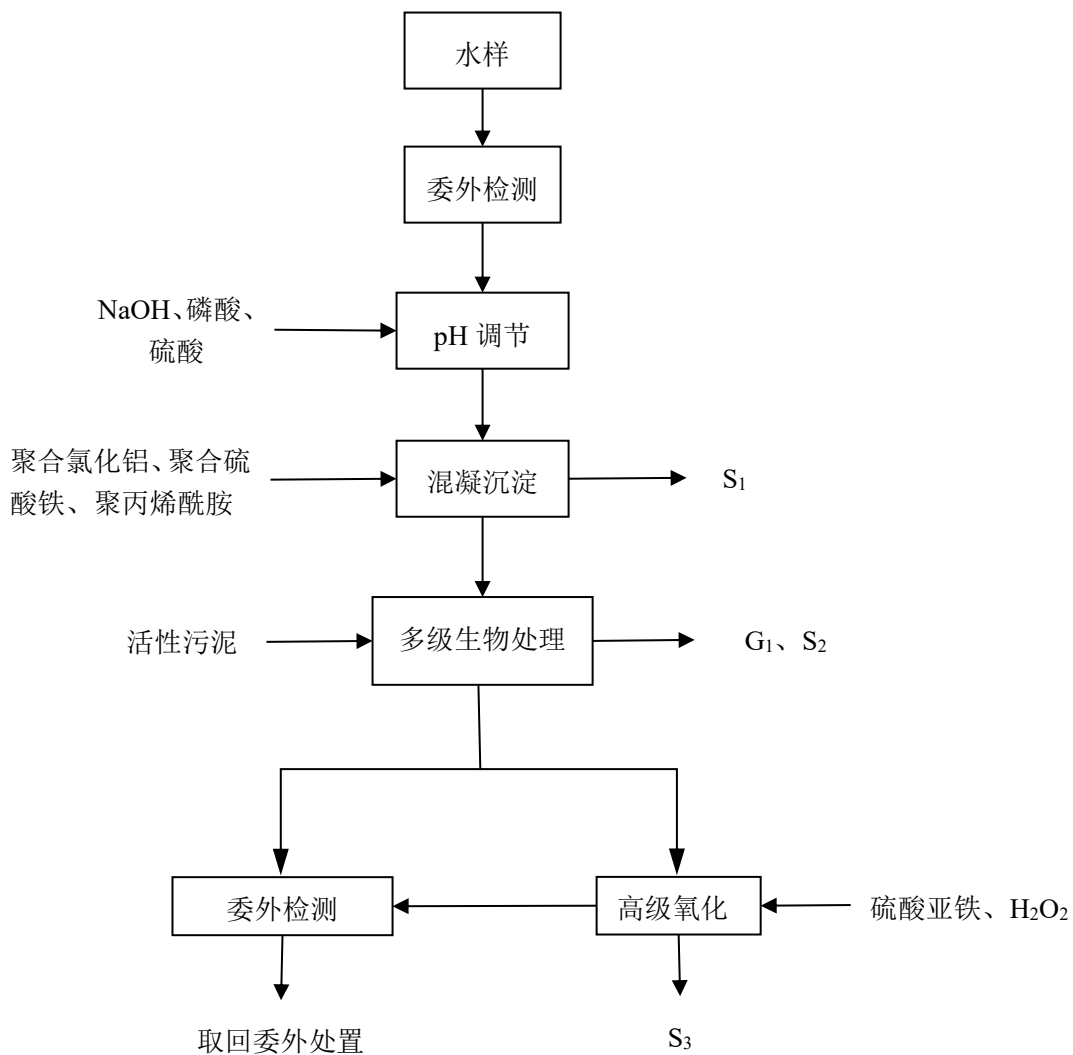 水样
委外检测
NaOH、磷酸、
硫酸
pH 调节
聚合氯化铝、聚合硫
酸铁、聚丙烯酰胺
混凝沉淀
S₁
活性污泥
多级生物处理
G₁、S₂
委外检测
高级氧化
硫酸亚铁、H₂O₂
取回委外处置
S₃